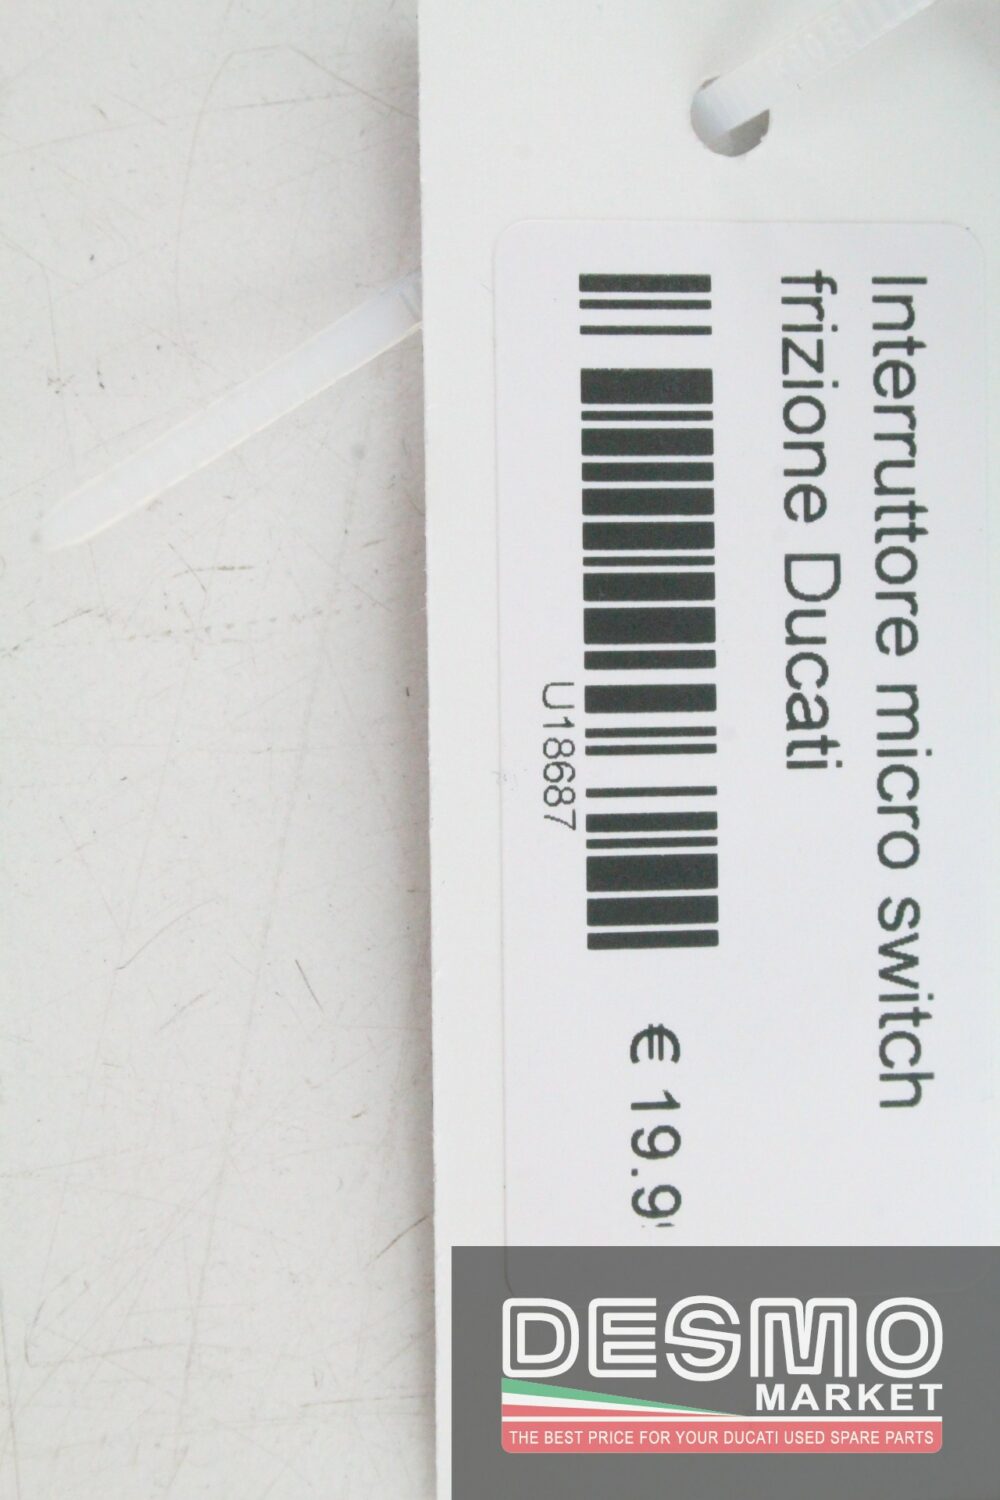 Interruttore micro switch
frizione Ducati
U18687
€ 19.9
DESMO
MARKET
THE BEST PRICE FOR YOUR DUCATI USED SPARE PARTS